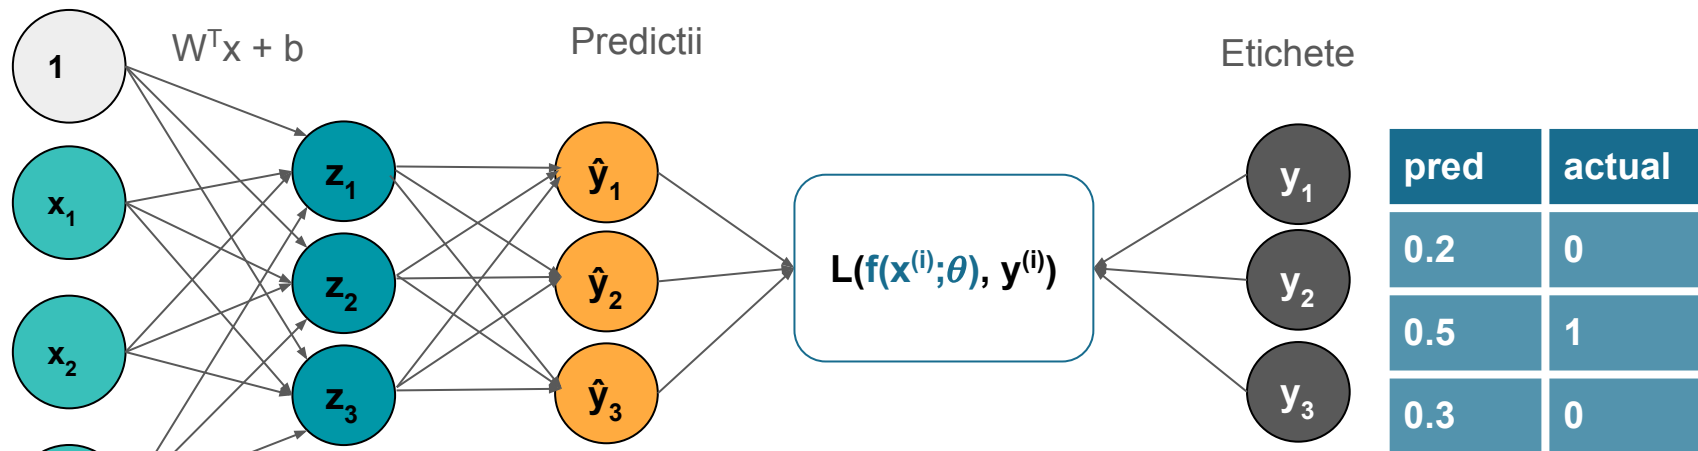 1
WᵀX + b
Predictii
Etichete
x₁
x₂
z₁
z₂
z₃
ŷ₁
ŷ₂
ŷ₃
L(f(x⁽ⁱ⁾;θ), y⁽ⁱ⁾)
y₁
y₂
y₃
pred actual
0.2 0
0.5 1
0.3 0